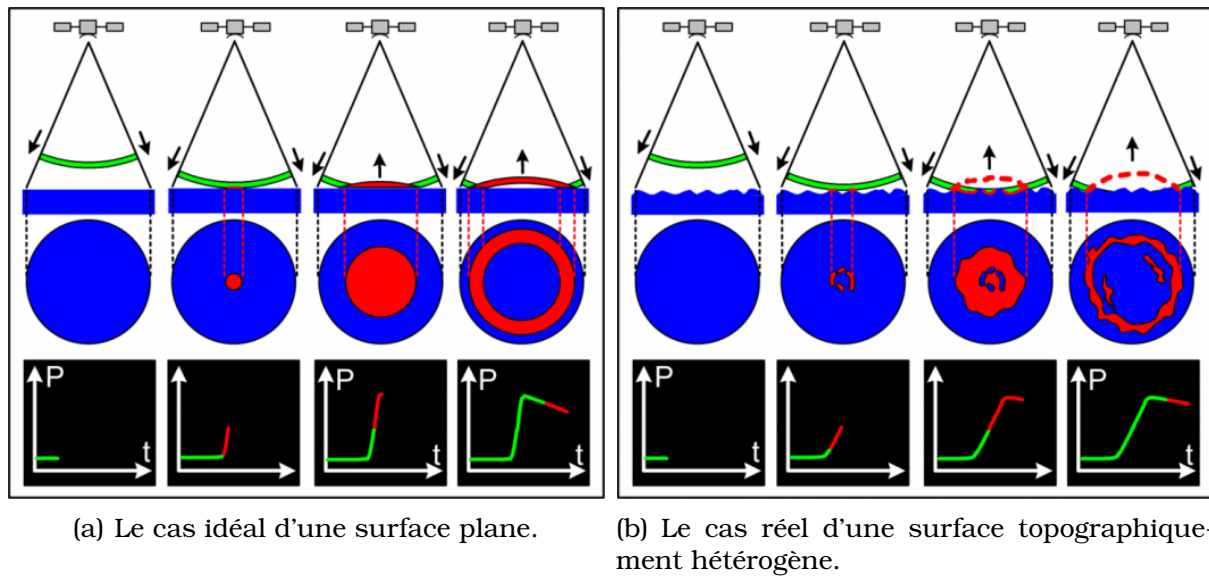 P
t
P
t
P
t
P
t
P
t
P
t
(a) Le cas idéal d'une surface plane.
(b) Le cas réel d'une surface topographique-
ment hétérogène.